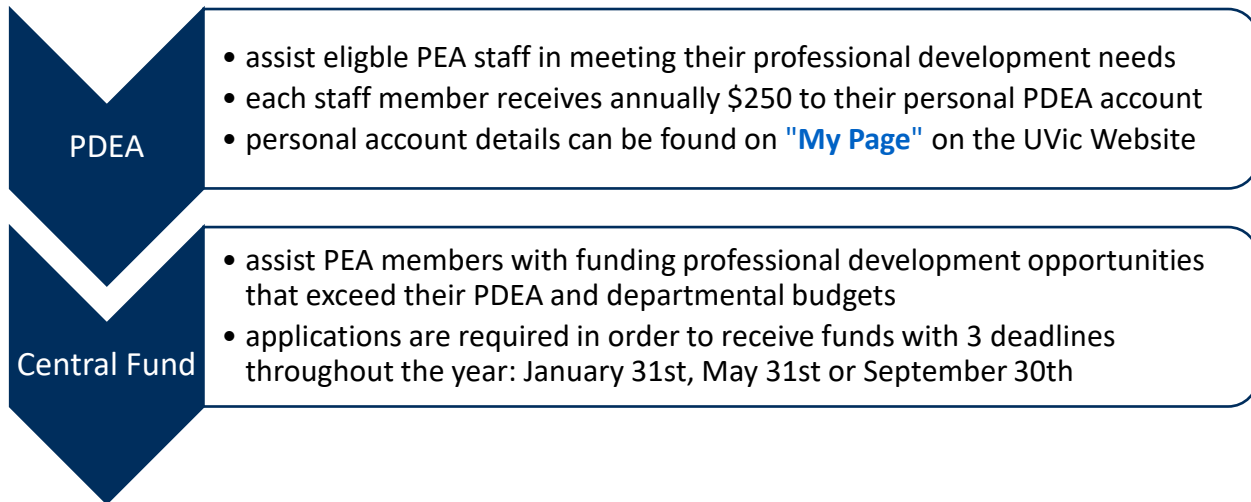 PDEA
• assist eligble PEA staff in meeting their professional development needs
• each staff member receives annually $250 to their personal PDEA account
• personal account details can be found on "My Page" on the UVic Website
Central Fund
• assist PEA members with funding professional development opportunities
that exceed their PDEA and departmental budgets
• applications are required in order to receive funds with 3 deadlines
throughout the year: January 31st, May 31st or September 30th